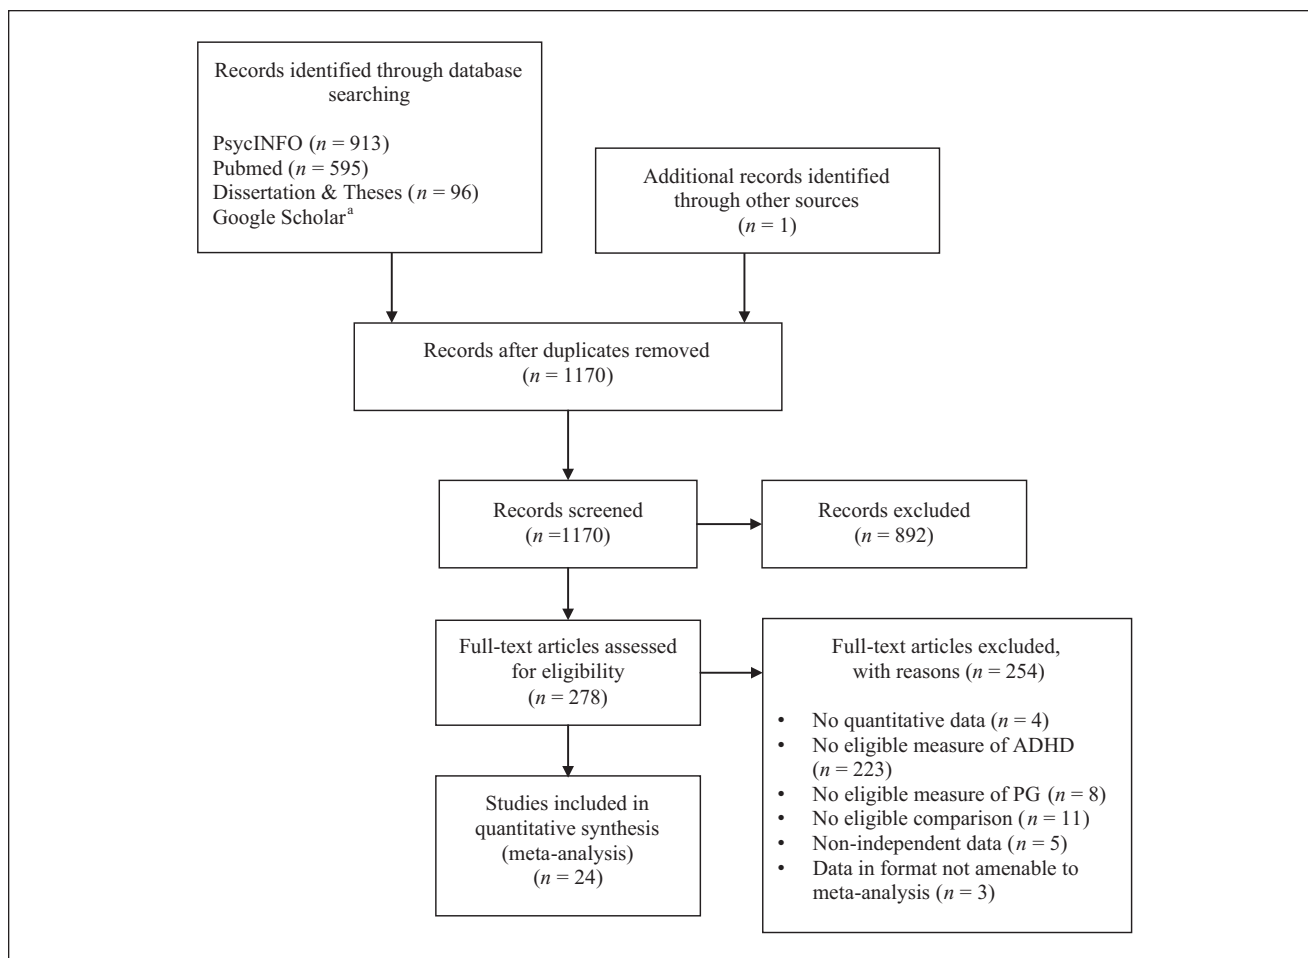 Records identified through database
searching
PsycINFO (n = 913)
Pubmed (n = 595)
Dissertation & Theses (n = 96)
Google Scholarᵃ
Additional records identified
through other sources
(n = 1)
Records after duplicates removed
(n = 1170)
Records screened
(n =1170)
Records excluded
(n = 892)
Full-text articles assessed
for eligibility
(n = 278)
Full-text articles excluded,
with reasons (n = 254)
• No quantitative data (n = 4)
• No eligible measure of ADHD
(n = 223)
• No eligible measure of PG (n = 8)
• No eligible comparison (n = 11)
• Non-independent data (n = 5)
• Data in format not amenable to
meta-analysis (n = 3)
Studies included in
quantitative synthesis
(meta-analysis)
(n = 24)